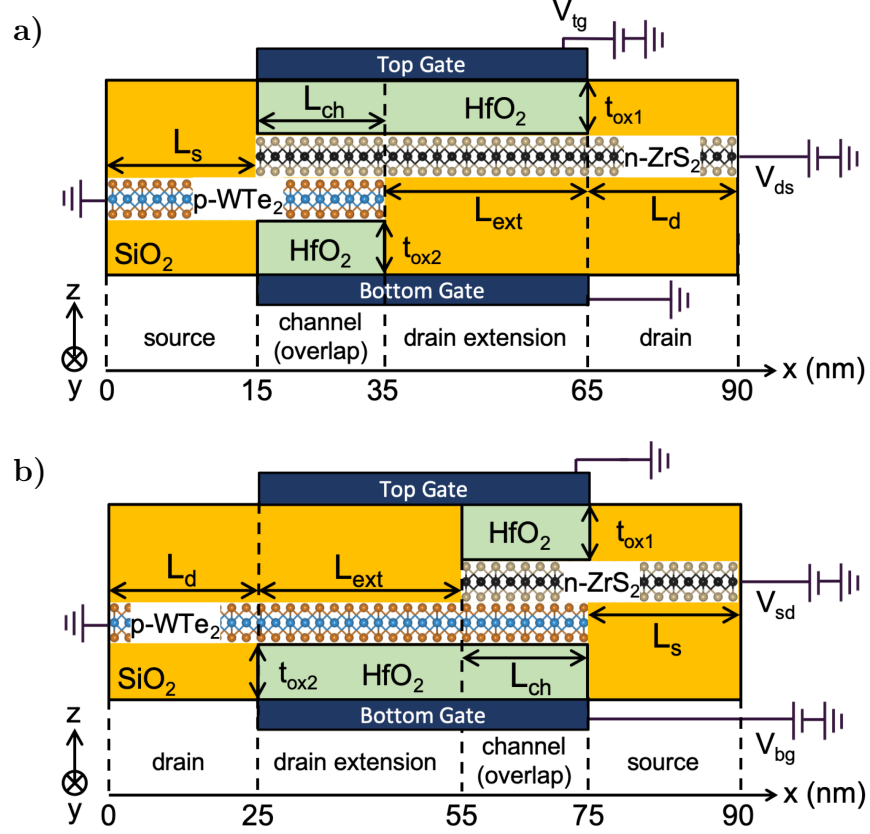 a)
V_tg
Top Gate
L_ch
HfO_2
t_ox1
L_s
n-ZrS_2
V_ds
p-WTe_2
L_ext
L_d
SiO_2
HfO_2
t_ox2
Bottom Gate
z
source
channel
(overlap)
drain extension
drain
y
0
15
35
65
90
x (nm)
b)
Top Gate
HfO_2
t_ox1
L_d
L_ext
n-ZrS_2
V_sd
p-WTe_2
L_s
SiO_2
t_ox2
HfO_2
L_ch
Bottom Gate
V_bg
z
drain
drain extension
channel
(overlap)
source
y
0
25
55
75
90
x (nm)